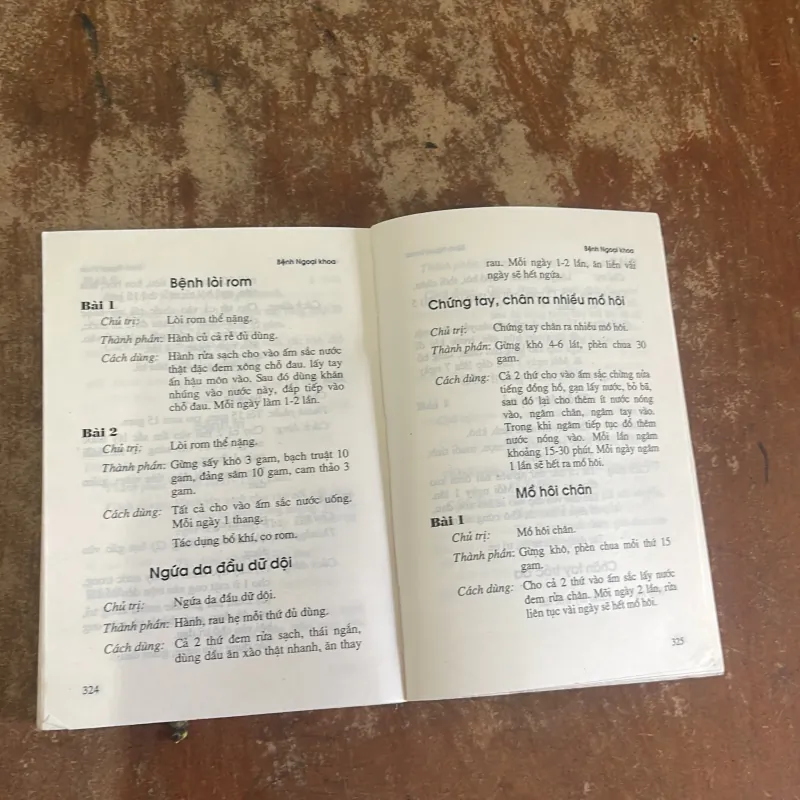 Bệnh Ngoại khoa
Bệnh lòi rom
Bài 1
Chủ trị: Lòi rom thể nặng.
Thành phần: Hành củ cả rễ đủ dùng.
Cách dùng: Hành rửa sạch cho vào ấm sắc nước
thật đặc đem xông chỗ đau. lấy tay
ấn hậu môn vào. Sau đó dùng khăn
nhúng vào nước này, đắp tiếp vào
chỗ đau. Mỗi ngày làm 1-2 lần.
Bài 2
Chủ trị: Lòi rom thể nặng.
Thành phần: Gừng sấy khô 3 gam, bạch truật 10
gam, đảng sâm 10 gam, cam thảo 3
gam.
Cách dùng: Tất cả cho vào ấm sắc nước uống.
Mỗi ngày 1 thang.
Tác dụng bổ khí, co rom.
Ngứa da đầu dữ dội
Chủ trị: Ngứa da đầu dữ dội.
Thành phần: Hành, rau hẹ mỗi thứ đủ dùng.
Cách dùng: Cả 2 thứ đem rửa sạch, thái ngắn,
dùng dầu ăn xào thật nhanh, ăn thay
324
Bệnh Ngoại khoa
rau. Mỗi ngày 1-2 lần, ăn liền vài
ngày sẽ hết ngứa.
Chứng tay, chân ra nhiều mồ hôi
Chủ trị: Chứng tay chân ra nhiều mồ hôi.
Thành phần: Gừng khô 4-6 lát, phèn chua 30
gam.
Cách dùng: Cả 2 thứ cho vào ấm sắc chừng nửa
tiếng đồng hồ, gạn lấy nước, bỏ bã,
sau đó lại cho thêm ít nước nóng
vào, ngâm chân, ngâm tay vào.
Trong khi ngâm tiếp tục đổ thêm
nước nóng vào. Mỗi lần ngâm
khoảng 15-30 phút. Mỗi ngày ngâm
1 lần sẽ hết ra mồ hôi.
Mồ hôi chân
Bài 1
Chủ trị: Mồ hôi chân.
Thành phần: Gừng khô, phèn chua mỗi thứ 15
gam.
Cách dùng: Cho cả 2 thứ vào ấm sắc lấy nước
đem rửa chân. Mỗi ngày 2 lần, rửa
liên tục vài ngày sẽ hết mồ hôi.
325